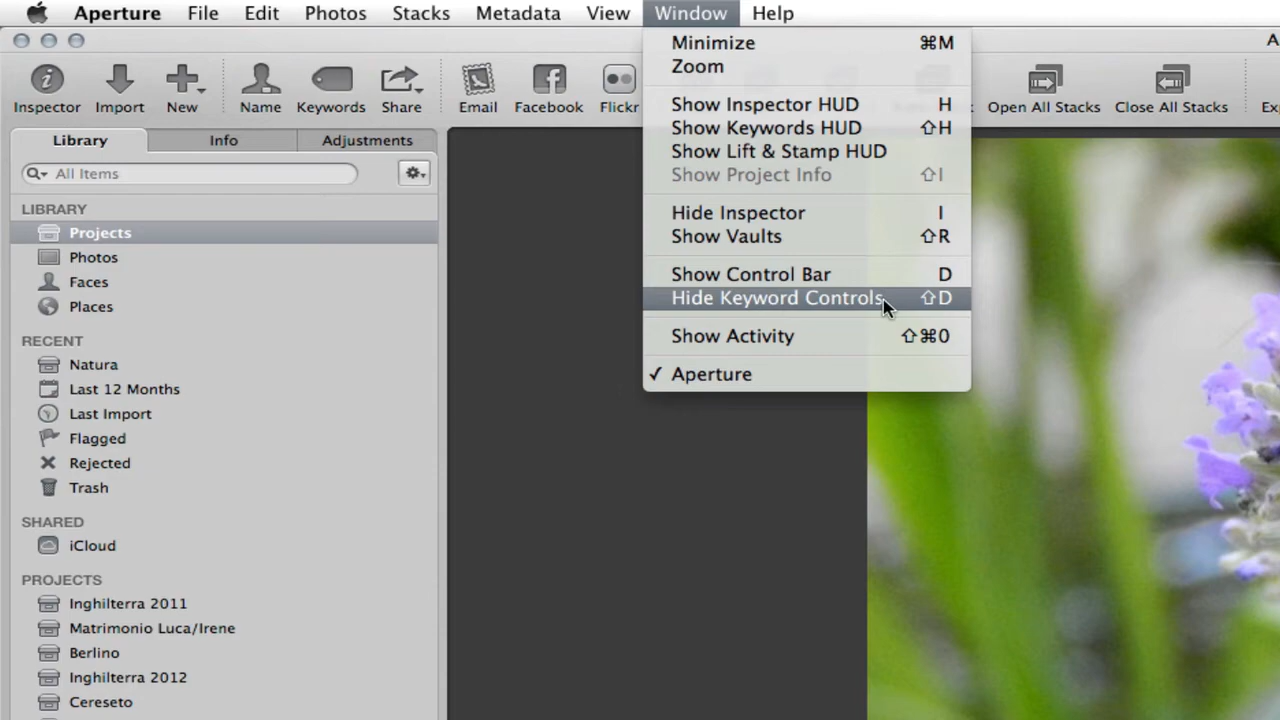 Aperture File Edit Photos Stacks Metadata View Window Help
A
Inspector Import New Name Keywords Share Email Facebook Flickr Open All Stacks Close All Stacks
Library Info Adjustments
All Items
LIBRARY
Projects
Photos
Faces
Places
RECENT
Natura
Last 12 Months
Last Import
Flagged
Rejected
Trash
SHARED
iCloud
PROJECTS
Inghilterra 2011
Matrimonio Luca/Irene
Berlino
Inghilterra 2012
Cereseto
Minimize ⌘M
Zoom
Show Inspector HUD H
Show Keywords HUD ⇧H
Show Lift & Stamp HUD
Show Project Info ⇧I
Hide Inspector I
Show Vaults ⇧R
Show Control Bar D
Hide Keyword Controls ⇧D
Show Activity ⇧⌘0
✓ Aperture